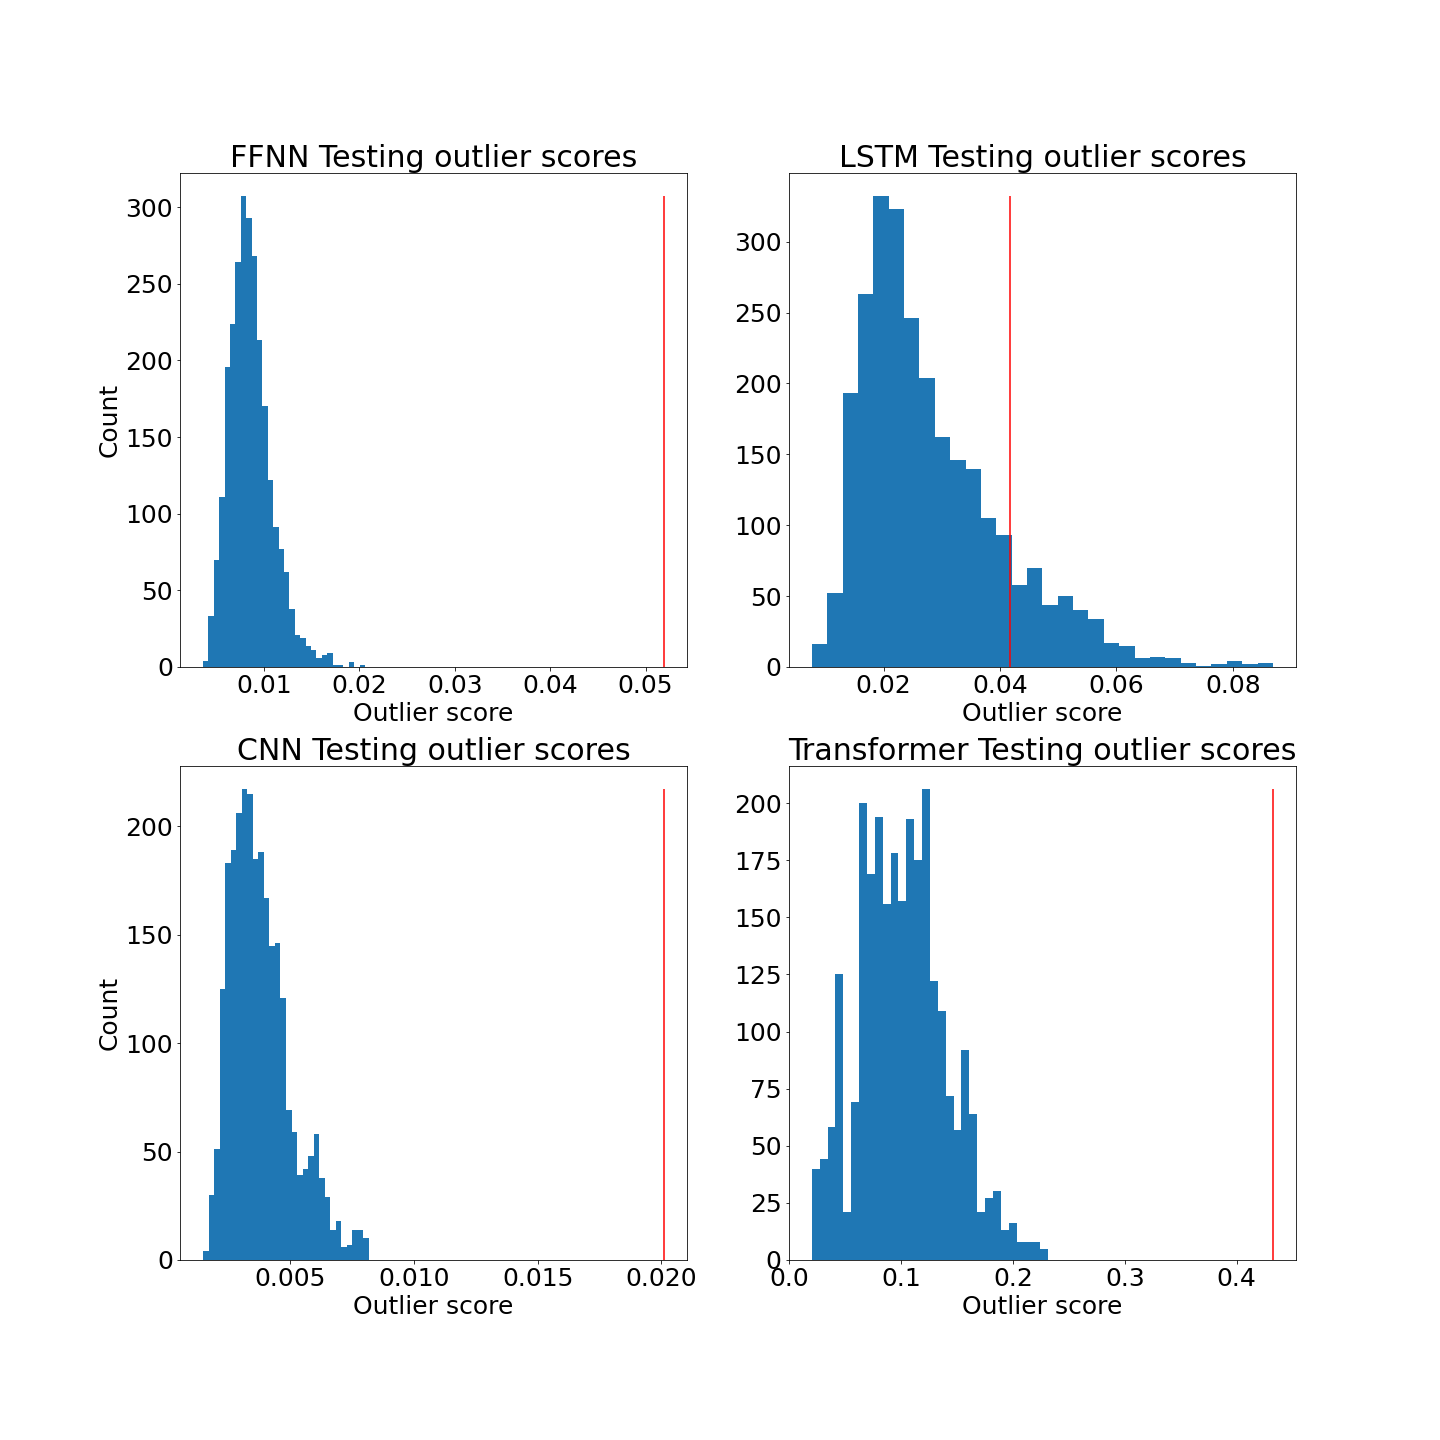 FFNN Testing outlier scores
300
250
200
150
100
50
0
Count
0.01 0.02 0.03 0.04 0.05
Outlier score
LSTM Testing outlier scores
300
250
200
150
100
50
0
0.02 0.04 0.06 0.08
Outlier score
CNN Testing outlier scores
200
150
100
50
0
Count
0.005 0.010 0.015 0.020
Outlier score
Transformer Testing outlier scores
200
175
150
125
100
75
50
25
0
0.0 0.1 0.2 0.3 0.4
Outlier score